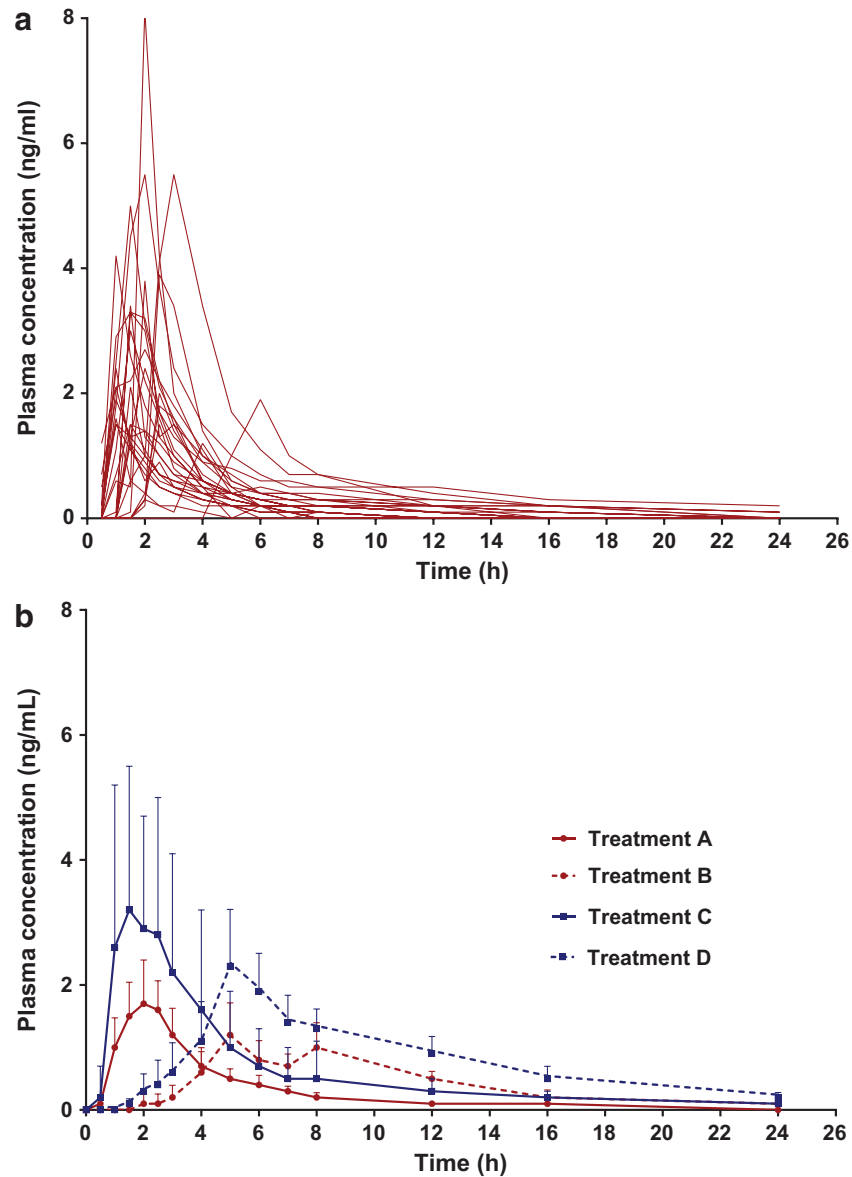 a
Plasma concentration (ng/ml)
8
6
4
2
0
0 2 4 6 8 10 12 14 16 18 20 22 24 26
Time (h)
b
Plasma concentration (ng/mL)
8
6
4
2
0
0 2 4 6 8 10 12 14 16 18 20 22 24 26
Time (h)
Treatment A
Treatment B
Treatment C
Treatment D